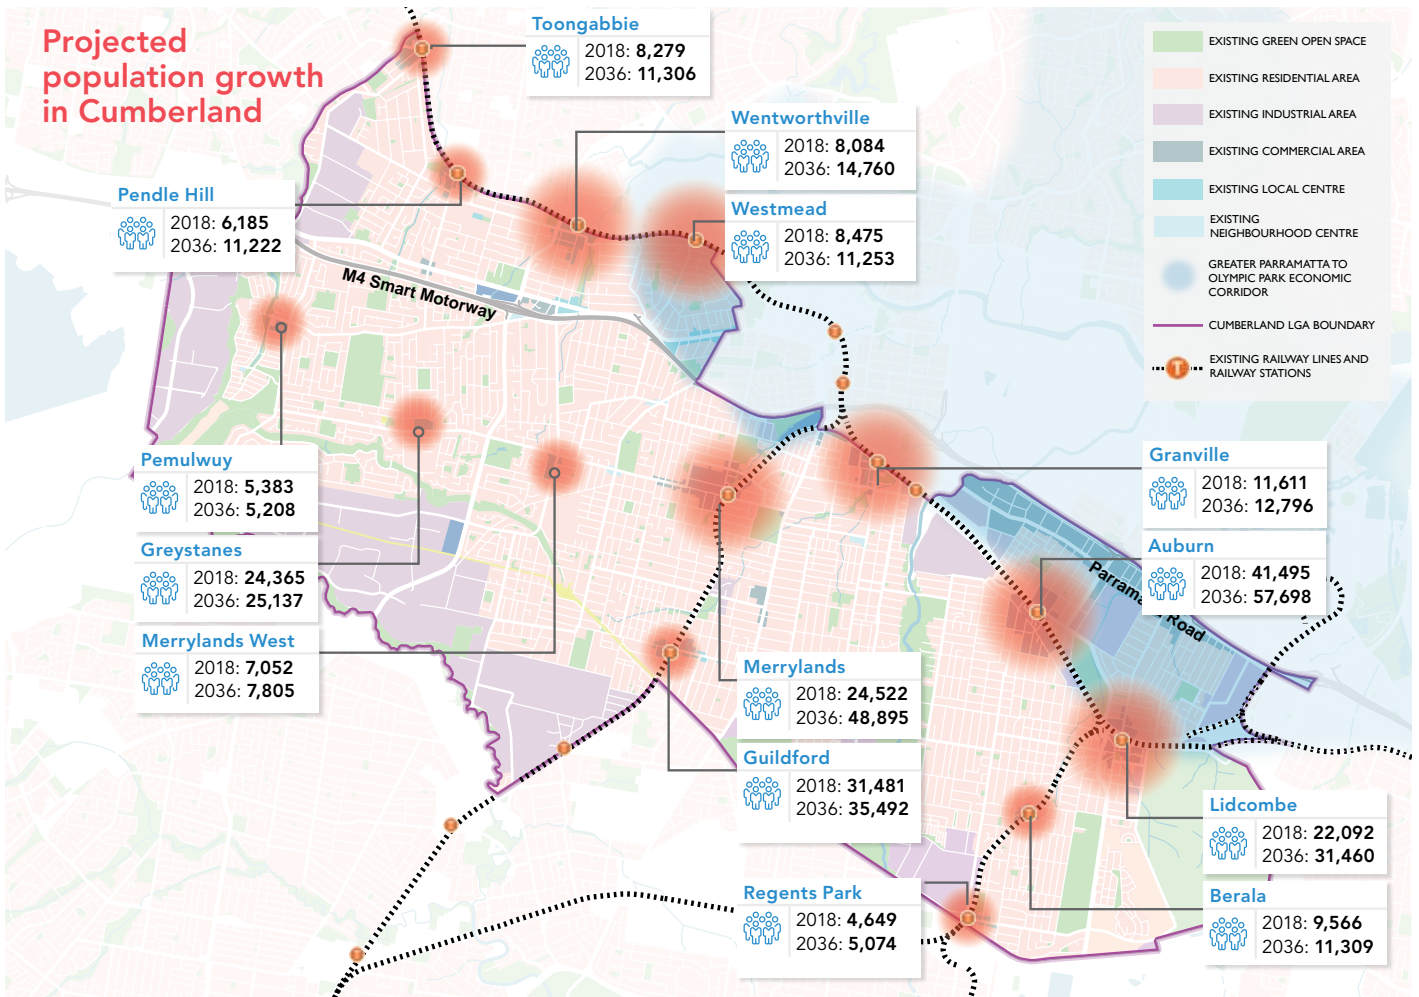 Projected
population growth
in Cumberland
Toongabbie
2018: 8,279
2036: 11,306
Wentworthville
2018: 8,084
2036: 14,760
Pendle Hill
2018: 6,185
2036: 11,222
Westmead
2018: 8,475
2036: 11,253
M4 Smart Motorway
Pemulwuy
2018: 5,383
2036: 5,208
Greystanes
2018: 24,365
2036: 25,137
Merrylands West
2018: 7,052
2036: 7,805
Granville
2018: 11,611
2036: 12,796
Auburn
2018: 41,495
2036: 57,698
Road
Merrylands
2018: 24,522
2036: 48,895
Guildford
2018: 31,481
2036: 35,492
Lidcombe
2018: 22,092
2036: 31,460
Regents Park
2018: 4,649
2036: 5,074
Berala
2018: 9,566
2036: 11,309
EXISTING GREEN OPEN SPACE
EXISTING RESIDENTIAL AREA
EXISTING INDUSTRIAL AREA
EXISTING COMMERCIAL AREA
EXISTING LOCAL CENTRE
EXISTING
NEIGHBOURHOOD CENTRE
GREATER PARRAMATTA TO
OLYMPIC PARK ECONOMIC
CORRIDOR
CUMBERLAND LGA BOUNDARY
T
EXISTING RAILWAY LINES AND
RAILWAY STATIONS